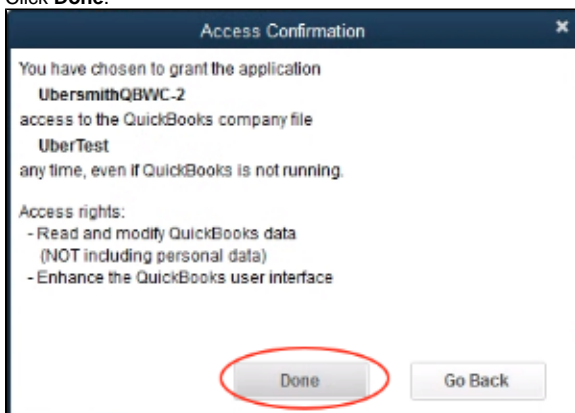 Click Done.
Access Confirmation ×
You have chosen to grant the application
UbersmithQBWC-2
access to the QuickBooks company file
UberTest
any time, even if QuickBooks is not running.
Access rights:
- Read and modify QuickBooks data
(NOT including personal data)
- Enhance the QuickBooks user interface
Done Go Back